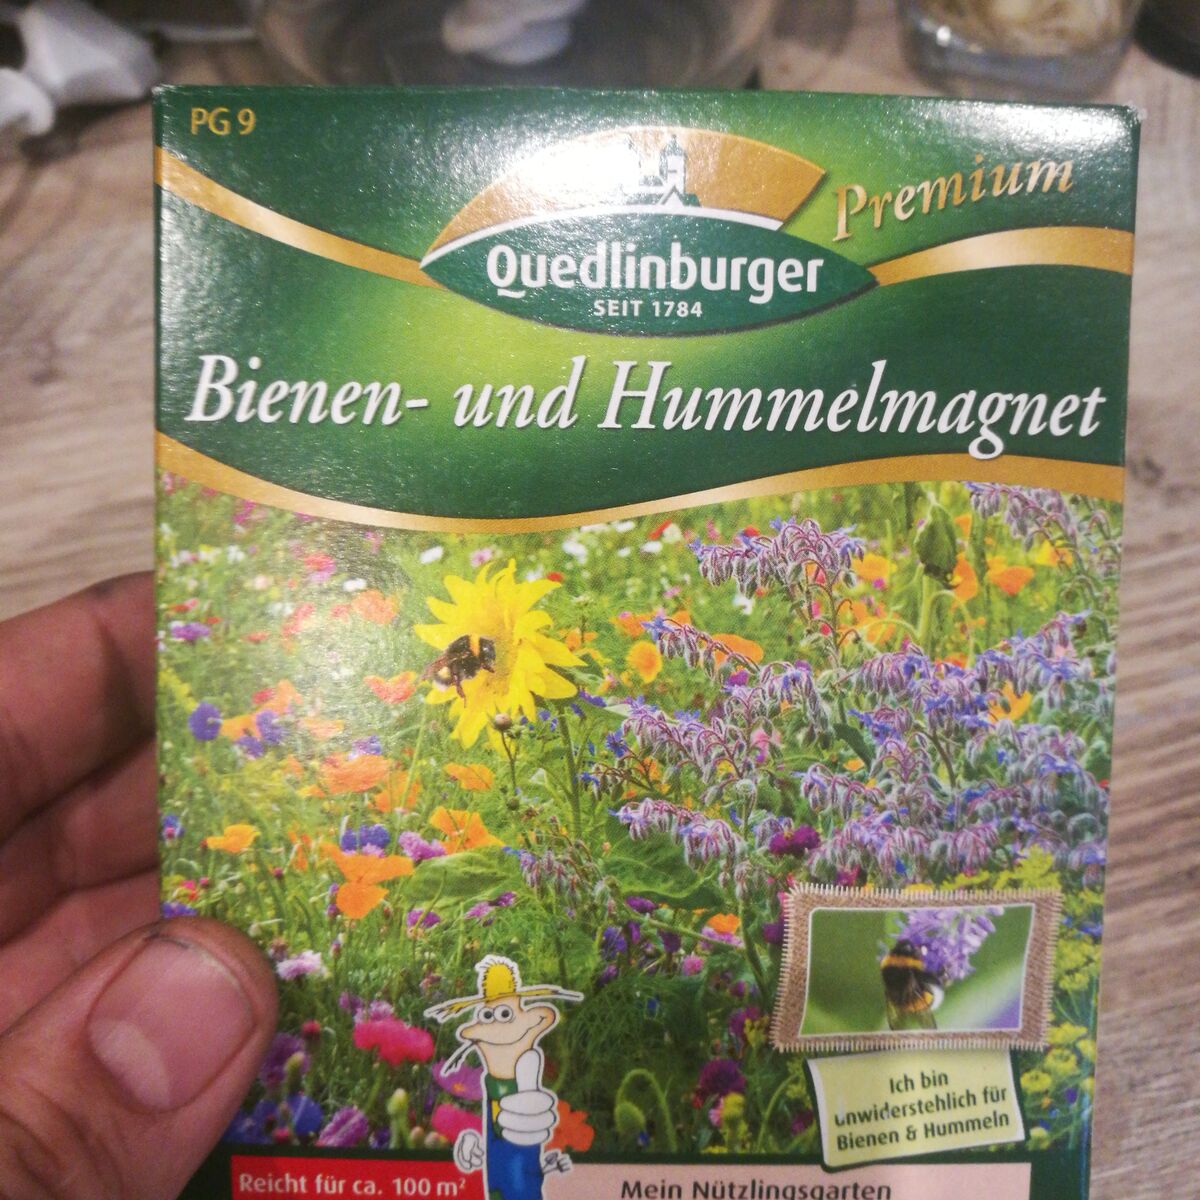 PG 9
Premium
Quedlinburger
SEIT 1784
Bienen- und Hummelmagnet
Ich bin
unwiderstehlich für
Bienen & Hummeln
Reicht für ca. 100 m²
Mein Nützlingsgarten